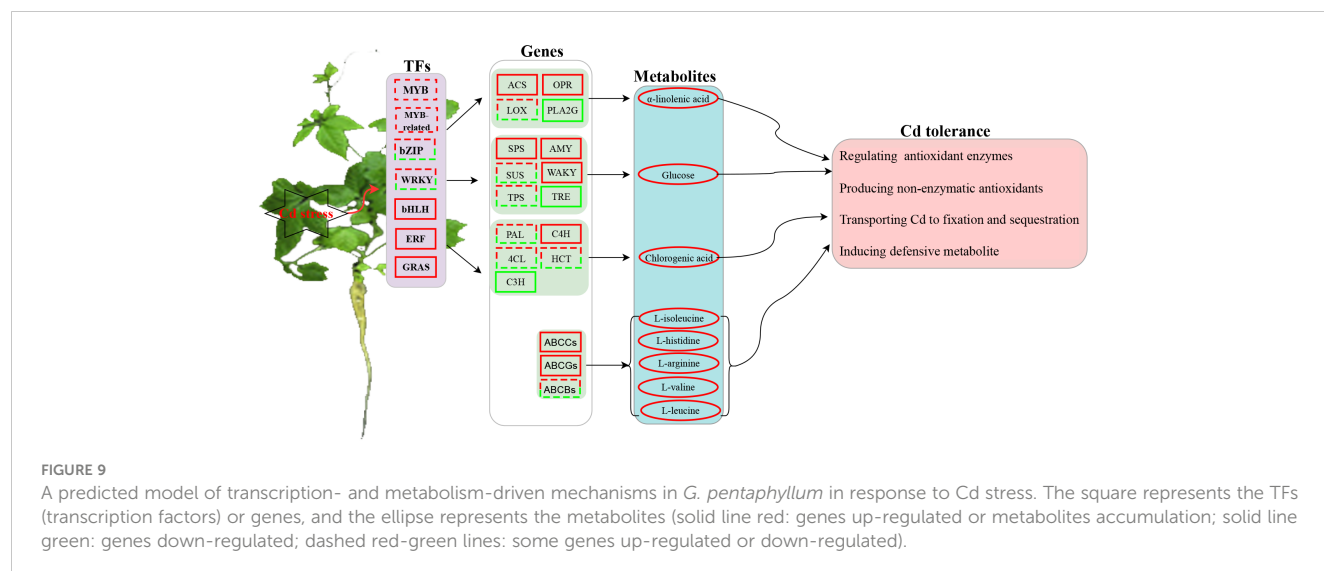 TFs
MYB
MYB-
related
bZIP
WRKY
bHLH
ERF
GRAS
Cd stress
Genes
ACS OPR
LOX PLA2G
SPS AMY
SUS WAKY
TPS TRE
PAL C4H
4CL HCT
C3H
ABCCs
ABCGs
ABCBs
Metabolites
α-linolenic acid
Glucose
Chlorogenic acid
L-isoleucine
L-histidine
L-arginine
L-valine
L-leucine
Cd tolerance
Regulating antioxidant enzymes
Producing non-enzymatic antioxidants
Transporting Cd to fixation and sequestration
Inducing defensive metabolite
FIGURE 9
A predicted model of transcription- and metabolism-driven mechanisms in G. pentaphyllum in response to Cd stress. The square represents the TFs
(transcription factors) or genes, and the ellipse represents the metabolites (solid line red: genes up-regulated or metabolites accumulation; solid line
green: genes down-regulated; dashed red-green lines: some genes up-regulated or down-regulated).